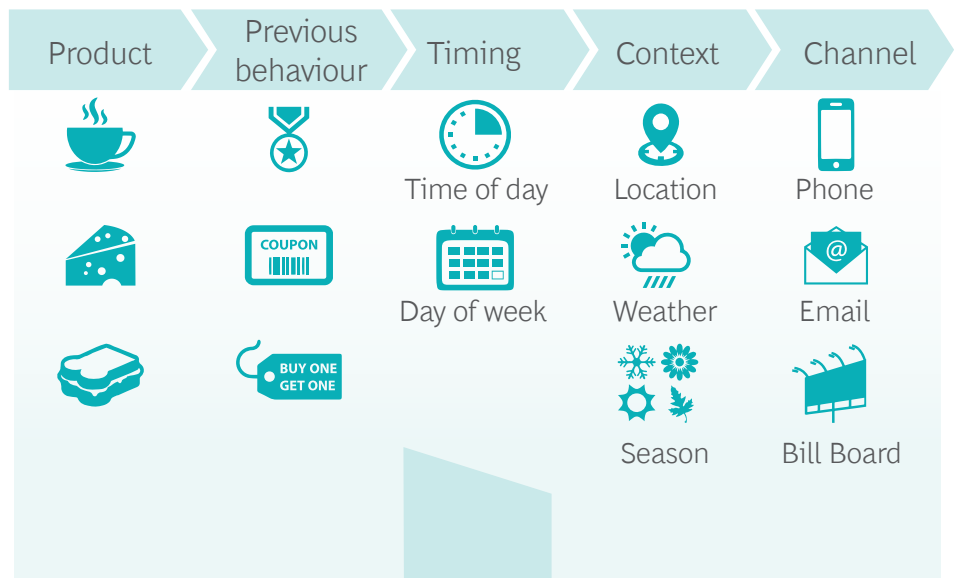 Product
Previous
behaviour
Timing
Context
Channel
Time of day
Location
Phone
COUPON
@
Day of week
Weather
Email
BUY ONE
GET ONE
Season
Bill Board